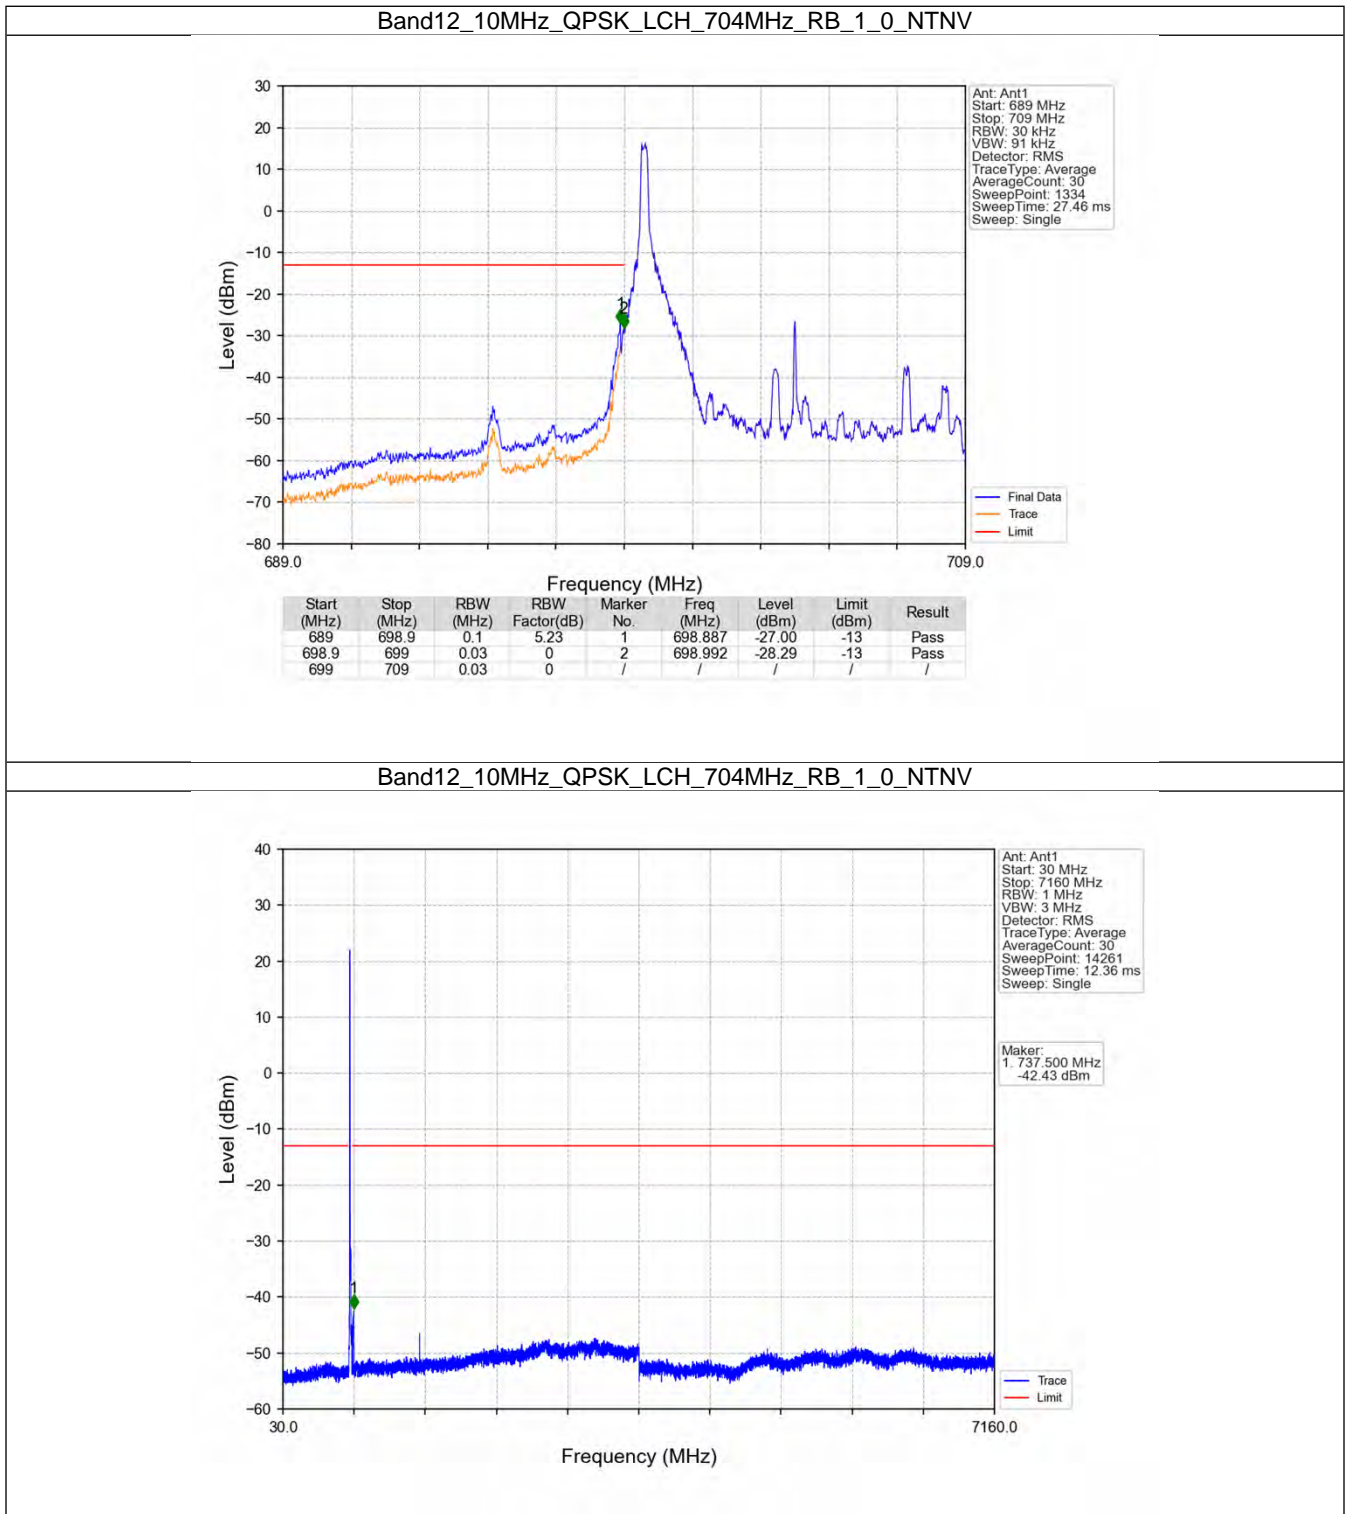 Band12_10MHz_QPSK_LCH_704MHz_RB_1_0_NTNV
30
20
10
0
−10
−20
−30
−40
−50
−60
−70
−80
Level (dBm)
1
2
689.0
709.0
Frequency (MHz)
Ant: Ant1
Start: 689 MHz
Stop: 709 MHz
RBW: 30 kHz
VBW: 91 kHz
Detector: RMS
TraceType: Average
AverageCount: 30
SweepPoint: 1334
SweepTime: 27.46 ms
Sweep: Single
Final Data
Trace
Limit
Start (MHz) Stop (MHz) RBW (MHz) RBW Factor(dB) Marker No. Freq (MHz) Level (dBm) Limit (dBm) Result
689 698.9 0.1 5.23 1 698.887 -27.00 -13 Pass
698.9 699 0.03 0 2 698.992 -28.29 -13 Pass
699 709 0.03 0 / / / / /
Band12_10MHz_QPSK_LCH_704MHz_RB_1_0_NTNV
40
30
20
10
0
−10
−20
−30
−40
−50
−60
Level (dBm)
1
30.0
7160.0
Frequency (MHz)
Ant: Ant1
Start: 30 MHz
Stop: 7160 MHz
RBW: 1 MHz
VBW: 3 MHz
Detector: RMS
TraceType: Average
AverageCount: 30
SweepPoint: 14261
SweepTime: 12.36 ms
Sweep: Single
Maker:
1. 737.500 MHz
-42.43 dBm
Trace
Limit